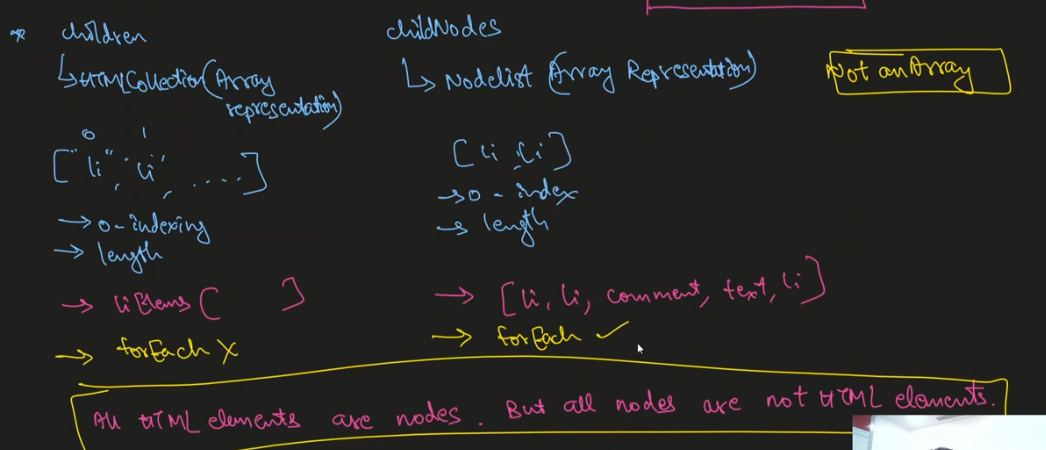 * children
↳ HTMLCollection (Array
representation)
0 1
["li", 'li', ....]
→ 0-indexing
→ length
→ liElems [ ]
→ forEach X
childNodes
↳ Nodelist (Array Representation)
[li, li]
→ 0-index
→ length
→ [li, li, comment, text, li]
→ forEach ✓
Not an Array
All HTML elements are nodes. But all nodes are not HTML elements.